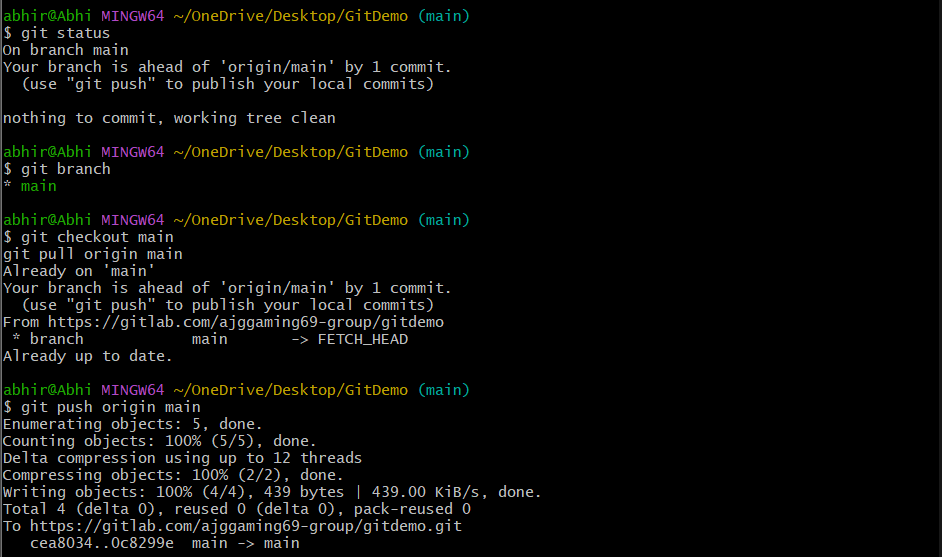 abhir@Abhi MINGW64 ~/OneDrive/Desktop/GitDemo (main)
$ git status
On branch main
Your branch is ahead of 'origin/main' by 1 commit.
  (use "git push" to publish your local commits)

nothing to commit, working tree clean

abhir@Abhi MINGW64 ~/OneDrive/Desktop/GitDemo (main)
$ git branch
* main

abhir@Abhi MINGW64 ~/OneDrive/Desktop/GitDemo (main)
$ git checkout main
git pull origin main
Already on 'main'
Your branch is ahead of 'origin/main' by 1 commit.
  (use "git push" to publish your local commits)
From https://gitlab.com/ajggaming69-group/gitdemo
 * branch            main       -> FETCH_HEAD
Already up to date.

abhir@Abhi MINGW64 ~/OneDrive/Desktop/GitDemo (main)
$ git push origin main
Enumerating objects: 5, done.
Counting objects: 100% (5/5), done.
Delta compression using up to 12 threads
Compressing objects: 100% (2/2), done.
Writing objects: 100% (4/4), 439 bytes | 439.00 KiB/s, done.
Total 4 (delta 0), reused 0 (delta 0), pack-reused 0
To https://gitlab.com/ajggaming69-group/gitdemo.git
   cea8034..0c8299e  main -> main